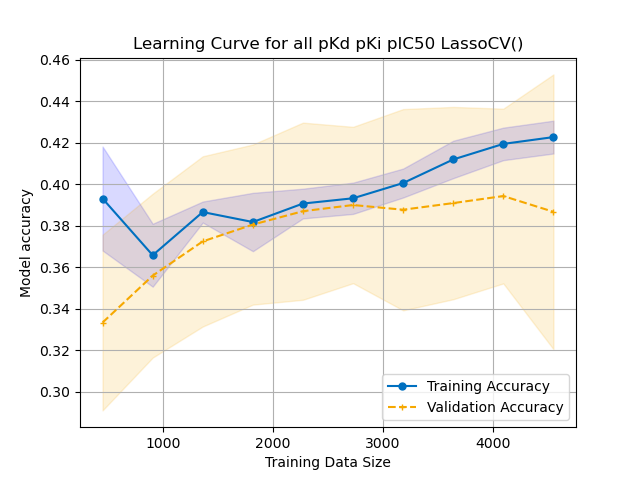 Learning Curve for all pKd pKi pIC50 LassoCV()
0.46
0.44
0.42
0.40
0.38
0.36
0.34
0.32
0.30
Model accuracy
Training Accuracy
Validation Accuracy
1000
2000
3000
4000
Training Data Size